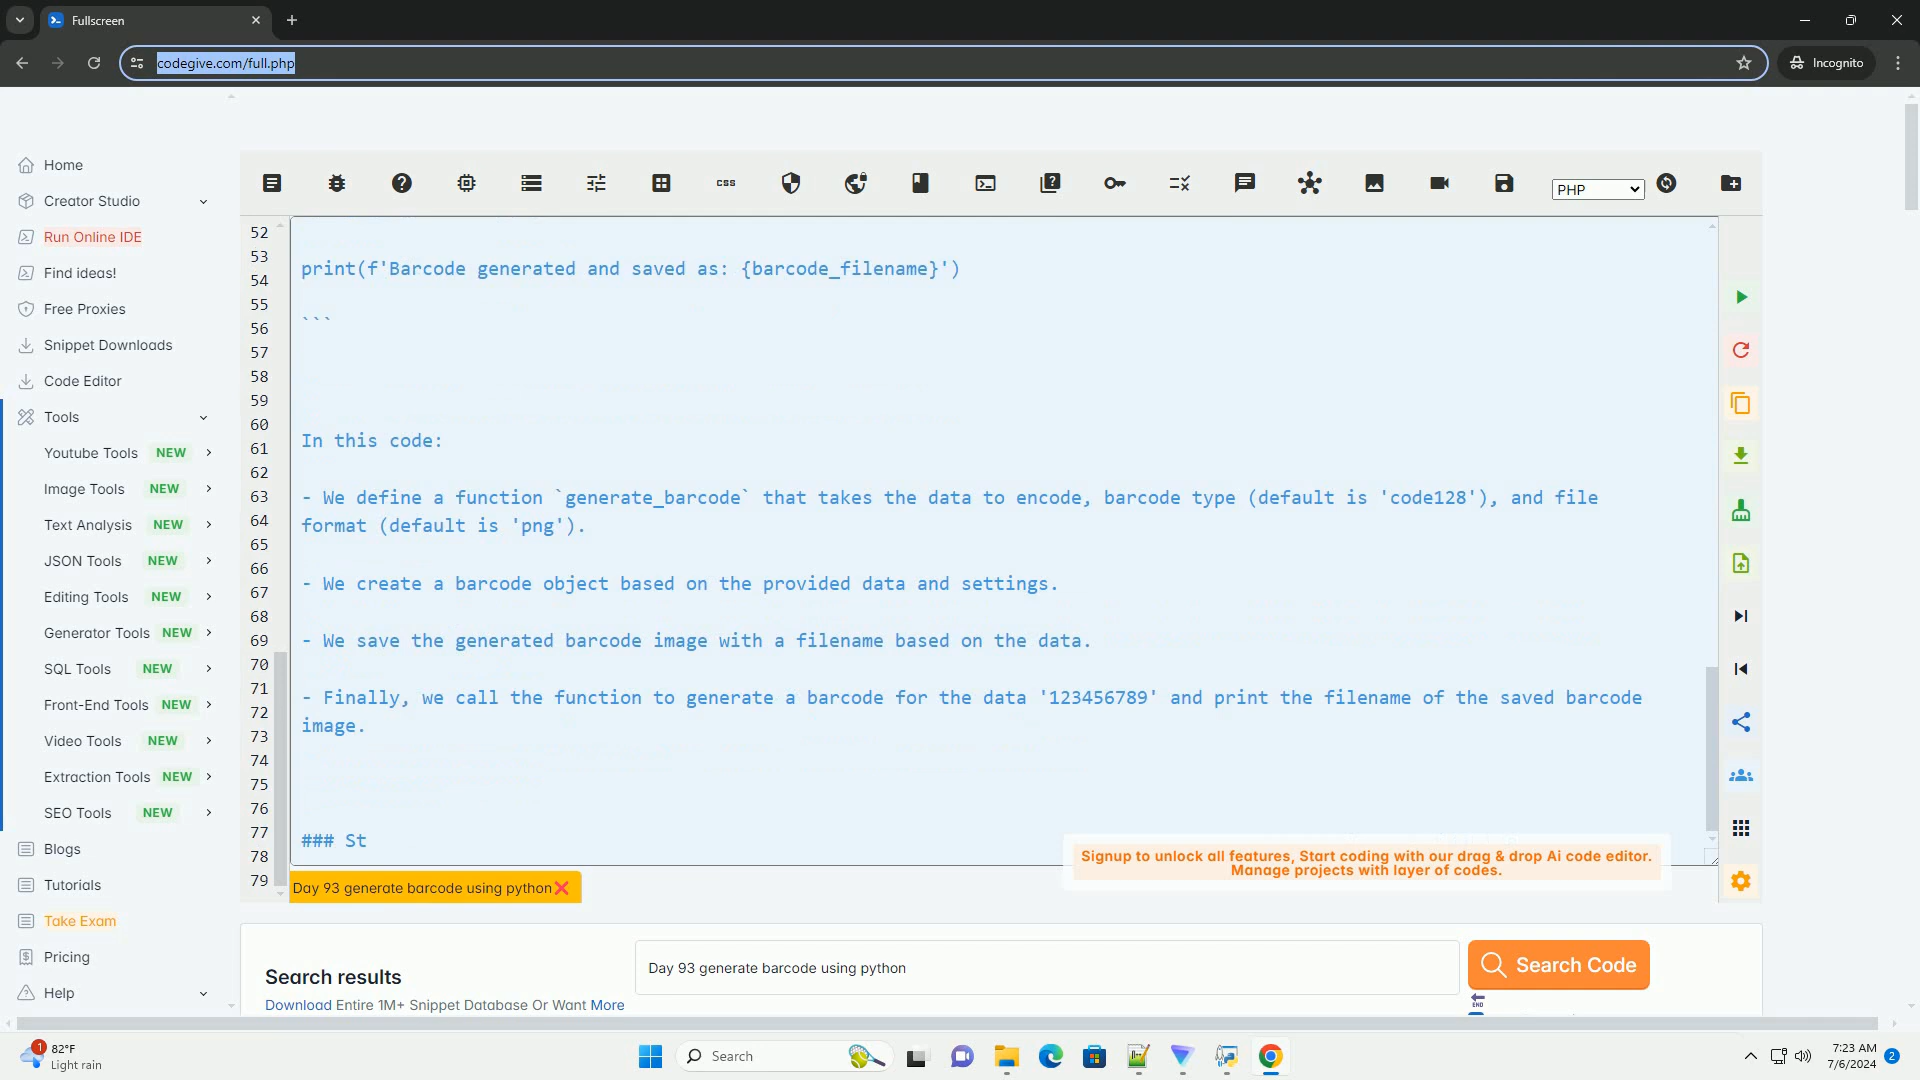 Fullscreen
codegive.com/full.php
Incognito
Home
Creator Studio
Run Online IDE
Find ideas!
Free Proxies
Snippet Downloads
Code Editor
Tools
Youtube Tools NEW
Image Tools NEW
Text Analysis NEW
JSON Tools NEW
Editing Tools NEW
Generator Tools NEW
SQL Tools NEW
Front-End Tools NEW
Video Tools NEW
Extraction Tools NEW
SEO Tools NEW
Blogs
Tutorials
Take Exam
Pricing
Help
css
PHP
52
53
54
55
56
57
58
59
60
61
62
63
64
65
66
67
68
69
70
71
72
73
74
75
76
77
78
79
print(f'Barcode generated and saved as: {barcode_filename}')
```
In this code:
- We define a function `generate_barcode` that takes the data to encode, barcode type (default is 'code128'), and file
format (default is 'png').
- We create a barcode object based on the provided data and settings.
- We save the generated barcode image with a filename based on the data.
- Finally, we call the function to generate a barcode for the data '123456789' and print the filename of the saved barcode
image.
### St
Signup to unlock all features, Start coding with our drag & drop Ai code editor.
Manage projects with layer of codes.
Day 93 generate barcode using python
Search results
Download Entire 1M+ Snippet Database Or Want More
Day 93 generate barcode using python
Search Code
END
1
82°F
Light rain
Search
7:23 AM
7/6/2024
2